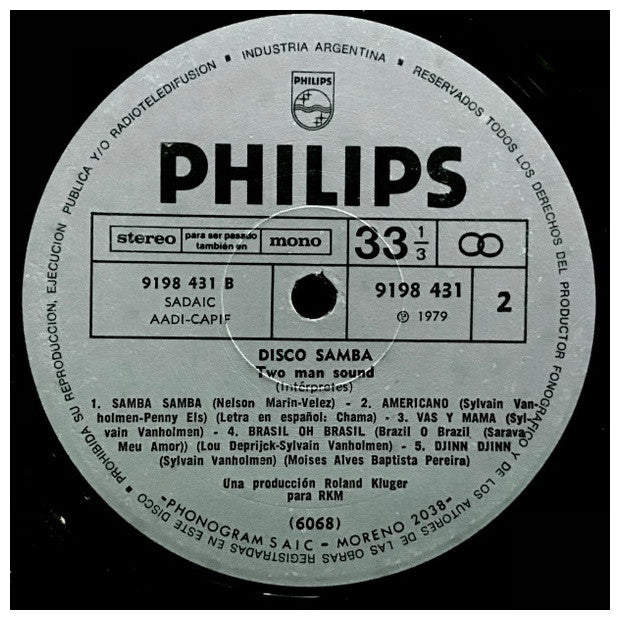 INDUSTRIA ARGENTINA ▪ RESERVADOS TODOS LOS DERECHOS DEL PRODUCTOR FONOGRAFICO Y DE LOS AUTORES DE LAS OBRAS REGISTRADAS EN ESTE DISCO ▪ PROHIBIDA SU REPRODUCCION, EJECUCION PUBLICA Y/O RADIOTELEDIFUSION ▪
PHILIPS
PHILIPS
stereo para ser pasado también en mono 33 1/3
9198 431 B
SADAIC
AADI-CAPIF
9198 431
℗ 1979
2
DISCO SAMBA
Two man sound
(Intérpretes)
1. SAMBA SAMBA (Nelson Marin-Velez) - 2. AMERICANO (Sylvain Van-
holmen-Penny Els) (Letra en español: Chama) - 3. VAS Y MAMA (Syl-
vain Vanholmen) - 4. BRASIL OH BRASIL (Brazil O Brazil (Sarava
Meu Amor)) (Lou Deprijck-Sylvain Vanholmen) - 5. DJINN DJINN
(Sylvain Vanholmen) (Moises Alves Baptista Pereira)
Una producción Roland Kluger
para RKM
(6068)
-PHONOGRAM SAIC - MORENO 2038-